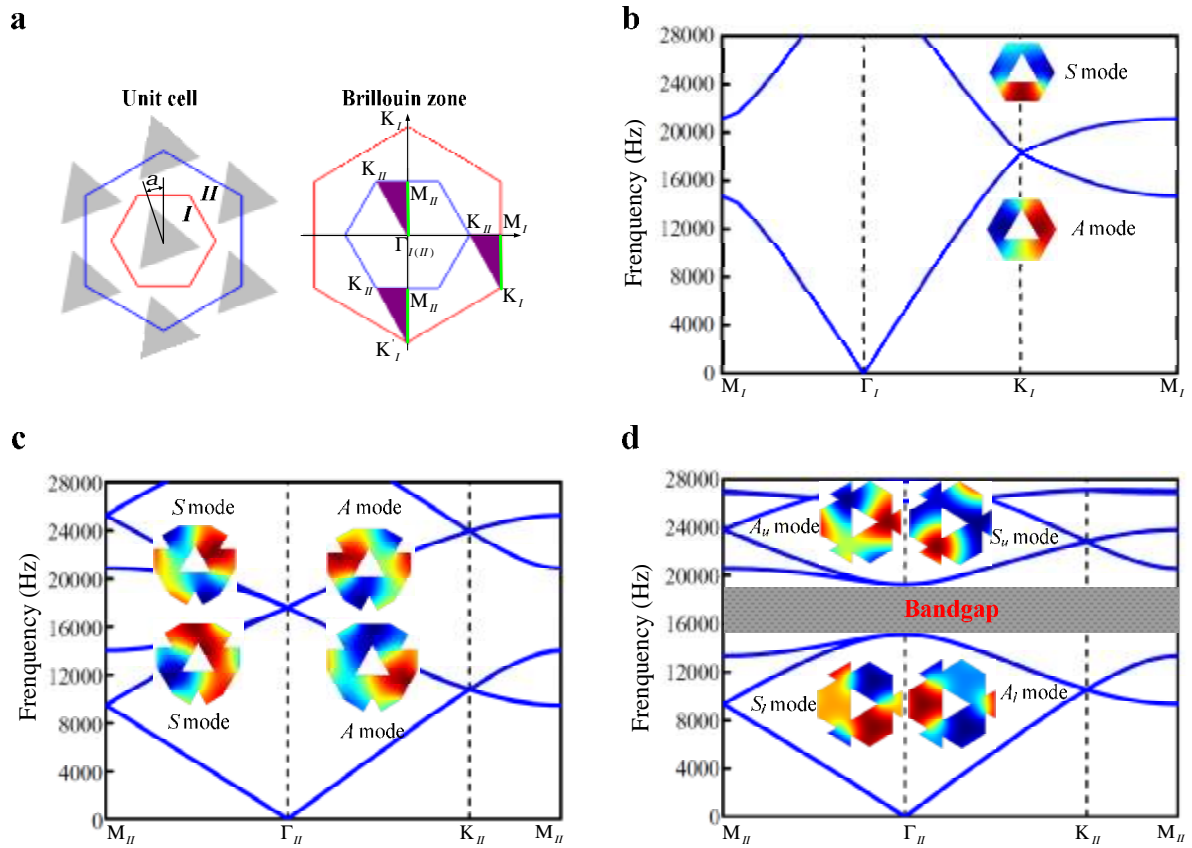 a
Unit cell
a
I
II
Brillouin zone
K_I
K_II
M_II
K_II
M_I
Γ_I(II)
K_II
M_II
K_I
K'_I
b
28000
24000
20000
16000
12000
8000
4000
0
Frenquency (Hz)
S mode
A mode
M_I
Γ_I
K_I
M_I
c
28000
24000
20000
16000
12000
8000
4000
0
Frenquency (Hz)
S mode
A mode
S mode
A mode
M_II
Γ_II
K_II
M_II
d
28000
24000
20000
16000
12000
8000
4000
0
Frenquency (Hz)
A_u mode
S_u mode
Bandgap
S_l mode
A_l mode
M_II
Γ_II
K_II
M_II